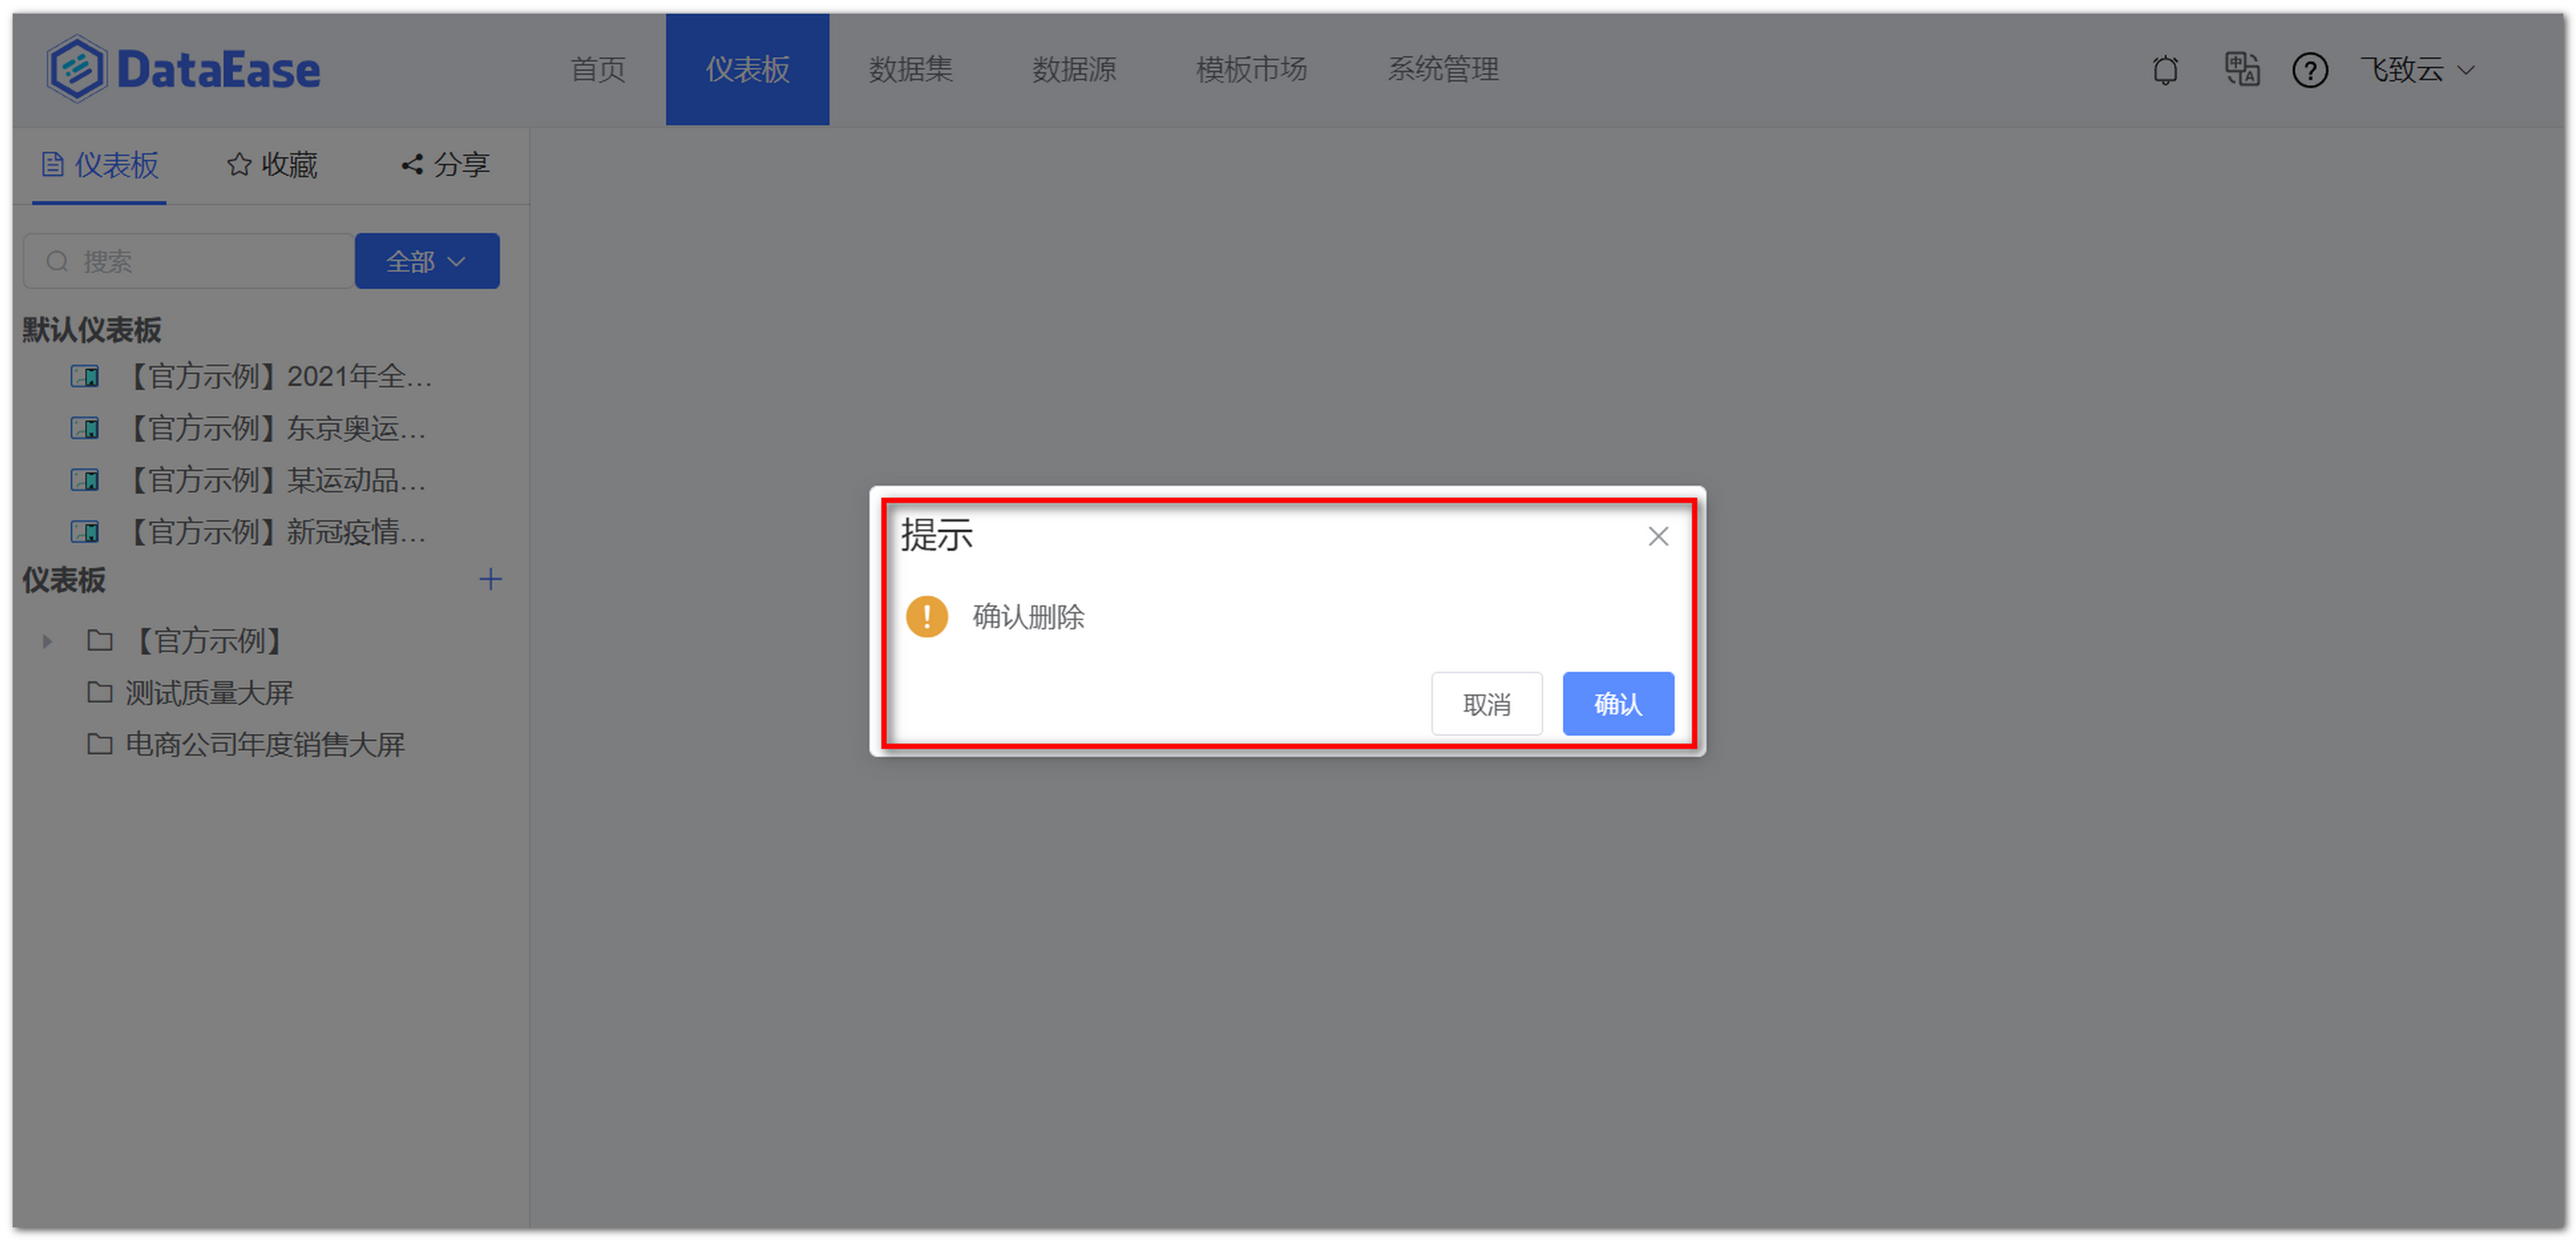 DataEase
首页
仪表板
数据集
数据源
模板市场
系统管理
中A
?
飞致云
仪表板
收藏
分享
搜索
全部
默认仪表板
【官方示例】2021年全...
【官方示例】东京奥运...
【官方示例】某运动品...
【官方示例】新冠疫情...
仪表板
【官方示例】
测试质量大屏
电商公司年度销售大屏
提示
确认删除
取消
确认